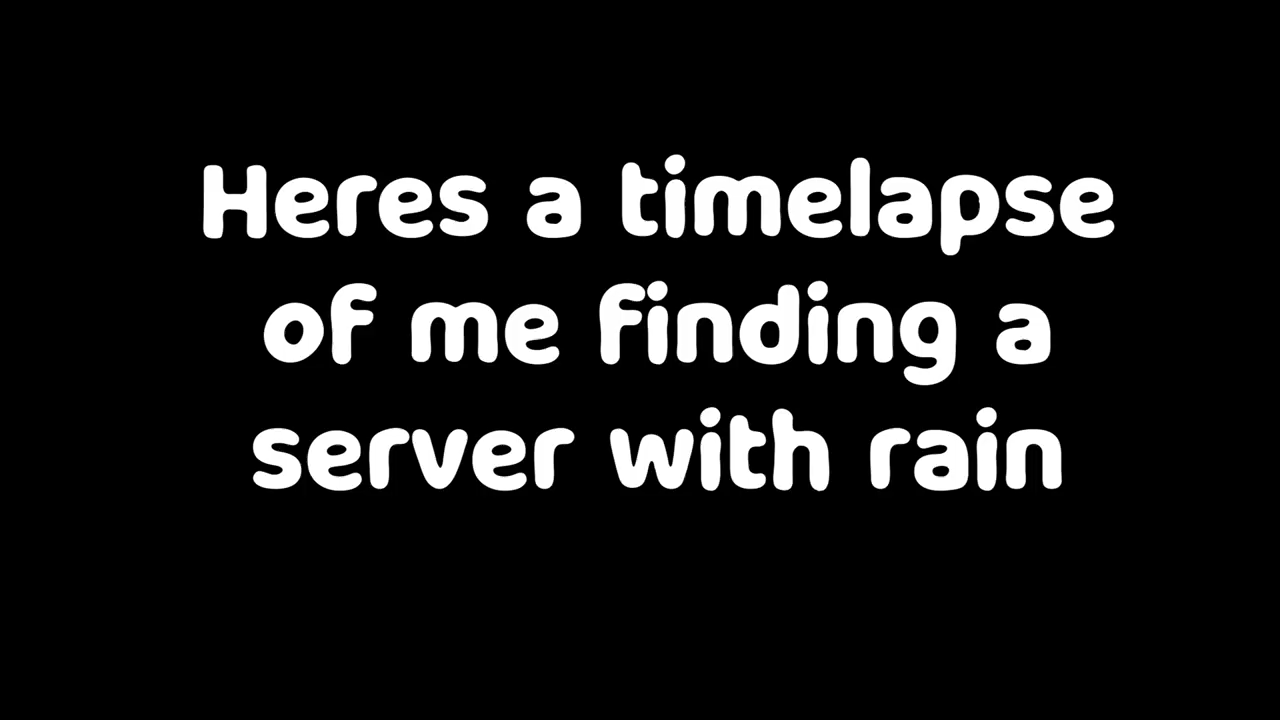 Heres a timelapse
of me finding a
server with rain